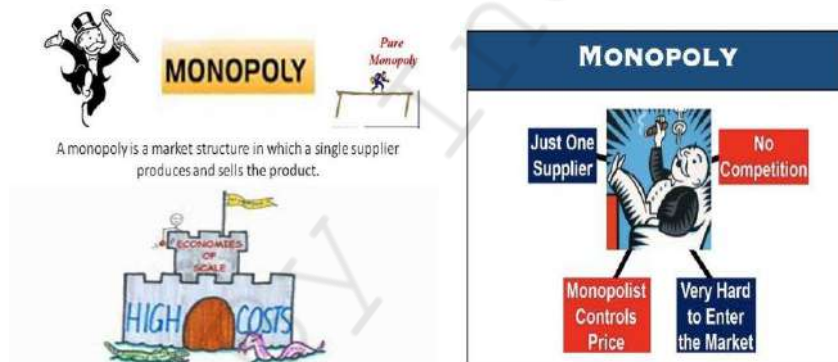 Pure
Monopoly
MONOPOLY
A monopoly is a market structure in which a single supplier
produces and sells the product.
ECONOMIES
OF
SCALE
HIGH COSTS
MONOPOLY
Just One
Supplier
No
Competition
Monopolist
Controls
Price
Very Hard
to Enter
the Market